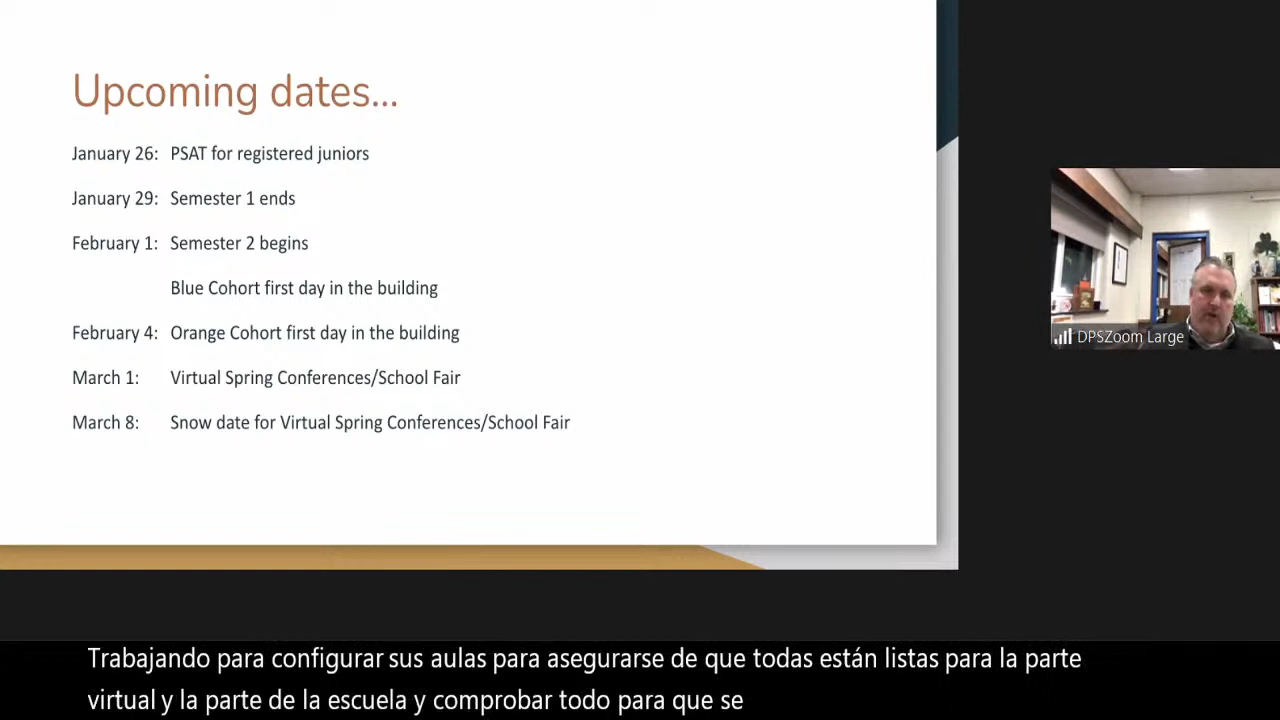 Upcoming dates...
January 26: PSAT for registered juniors
January 29: Semester 1 ends
February 1: Semester 2 begins
Blue Cohort first day in the building
February 4: Orange Cohort first day in the building
March 1: Virtual Spring Conferences/School Fair
March 8: Snow date for Virtual Spring Conferences/School Fair
DPSZoom Large
Trabajando para configurar sus aulas para asegurarse de que todas están listas para la parte
virtual y la parte de la escuela y comprobar todo para que se